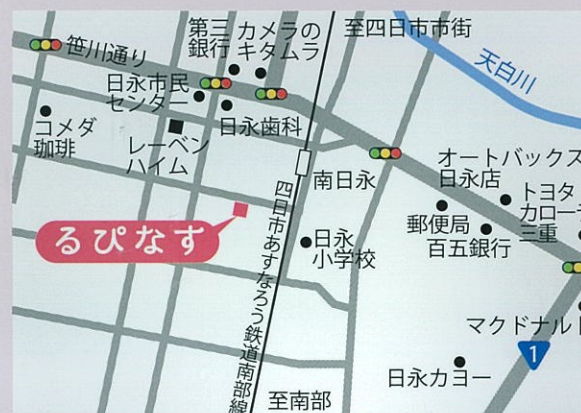 笹川通り
第三
銀行
カメラの
キタムラ
至四日市市街
天白川
日永市民
センター
日永歯科
コメダ
珈琲
レーベン
ハイム
オートバックス
日永店
トヨタ
カローラ
三重
南日永
郵便局
百五銀行
るぴなす
四日市あすなろう鉄道南部線
日永
小学校
マクドナルド
1
日永カヨー
至南部